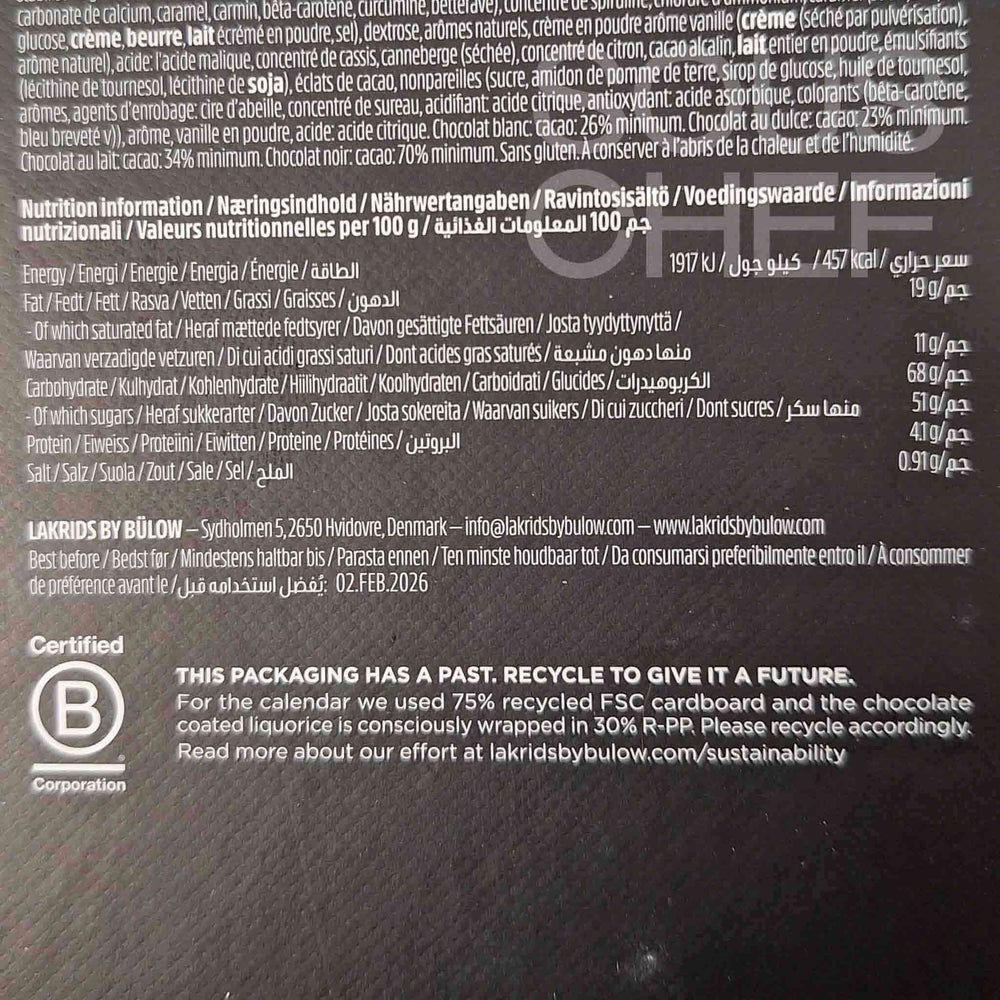 carbonate de calcium, caramel, carmin, bêta-carotène, curcumine, betterave), concentré de spiruline,
glucose, crème, beurre, lait écrémé en poudre, sel), dextrose, arômes naturels, crème en poudre arôme vanille (crème (séché par pulvérisation),
arôme naturel), acide: l'acide malique, concentré de cassis, canneberge (séchée), concentré de citron, cacao alcalin, lait entier en poudre, émulsifiants
(lécithine de tournesol, lécithine de soja), éclats de cacao, nonpareilles (sucre, amidon de pomme de terre, sirop de glucose, huile de tournesol,
arômes, agents d'enrobage: cire d'abeille, concentré de sureau, acidifiant: acide citrique, antioxydant: acide ascorbique, colorants (bêta-carotène,
bleu breveté v)), arôme, vanille en poudre, acide: acide citrique. Chocolat blanc: cacao: 26% minimum. Chocolat au dulce: cacao: 23% minimum.
Chocolat au lait: cacao: 34% minimum. Chocolat noir: cacao: 70% minimum. Sans gluten. À conserver à l'abris de la chaleur et de l'humidité.
SOUS
CHEF
Nutrition information / Næringsindhold / Nährwertangaben / Ravintosisältö / Voedingswaarde / Informazioni
nutrizionali / Valeurs nutritionnelles per 100 g / جم 100 المعلومات الغذائية
Energy / Energi / Energie / Energia / Énergie / الطاقة 1917 kJ / كيلو جول / 457 kcal / سعر حراري
Fat / Fedt / Fett / Rasva / Vetten / Grassi / Graisses / الدهون 19 g/جم
- Of which saturated fat / Heraf mættede fedtsyrer / Davon gesättigte Fettsäuren / Josta tyydyttynyttä /
Waarvan verzadigde vetzuren / Di cui acidi grassi saturi / Dont acides gras saturés / منها دهون مشبعة 11 g/جم
Carbohydrate / Kulhydrat / Kohlenhydrate / Hiilihydraatit / Koolhydraten / Carboidrati / Glucides / الكربوهيدرات 68 g/جم
- Of which sugars / Heraf sukkerarter / Davon Zucker / Josta sokereita / Waarvan suikers / Di cui zuccheri / Dont sucres / منها سكر 51 g/جم
Protein / Eiweiss / Proteiini / Eiwitten / Proteine / Protéines / البروتين 4.1 g/جم
Salt / Salz / Suola / Zout / Sale / Sel / الملح 0.91 g/جم
LAKRIDS BY BÜLOW – Sydholmen 5, 2650 Hvidovre, Denmark – info@lakridsbybulow.com – www.lakridsbybulow.com
Best before / Bedst før / Mindestens haltbar bis / Parasta ennen / Ten minste houdbaar tot / Da consumarsi preferibilmente entro il / À consommer
de préférence avant le / يُفضل استخدامه قبل: 02.FEB.2026
Certified
B
Corporation
THIS PACKAGING HAS A PAST. RECYCLE TO GIVE IT A FUTURE.
For the calendar we used 75% recycled FSC cardboard and the chocolate
coated liquorice is consciously wrapped in 30% R-PP. Please recycle accordingly.
Read more about our effort at lakridsbybulow.com/sustainability